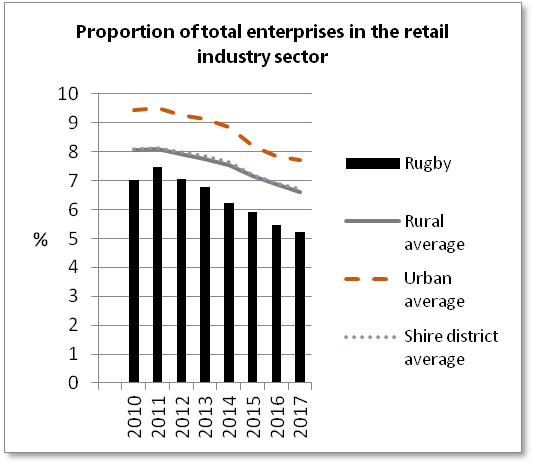 Proportion of total enterprises in the retail
industry sector
10
9
8
7
6
5
4
3
2
1
0
%
2010
2011
2012
2013
2014
2015
2016
2017
Rugby
Rural
average
Urban
average
Shire district
average